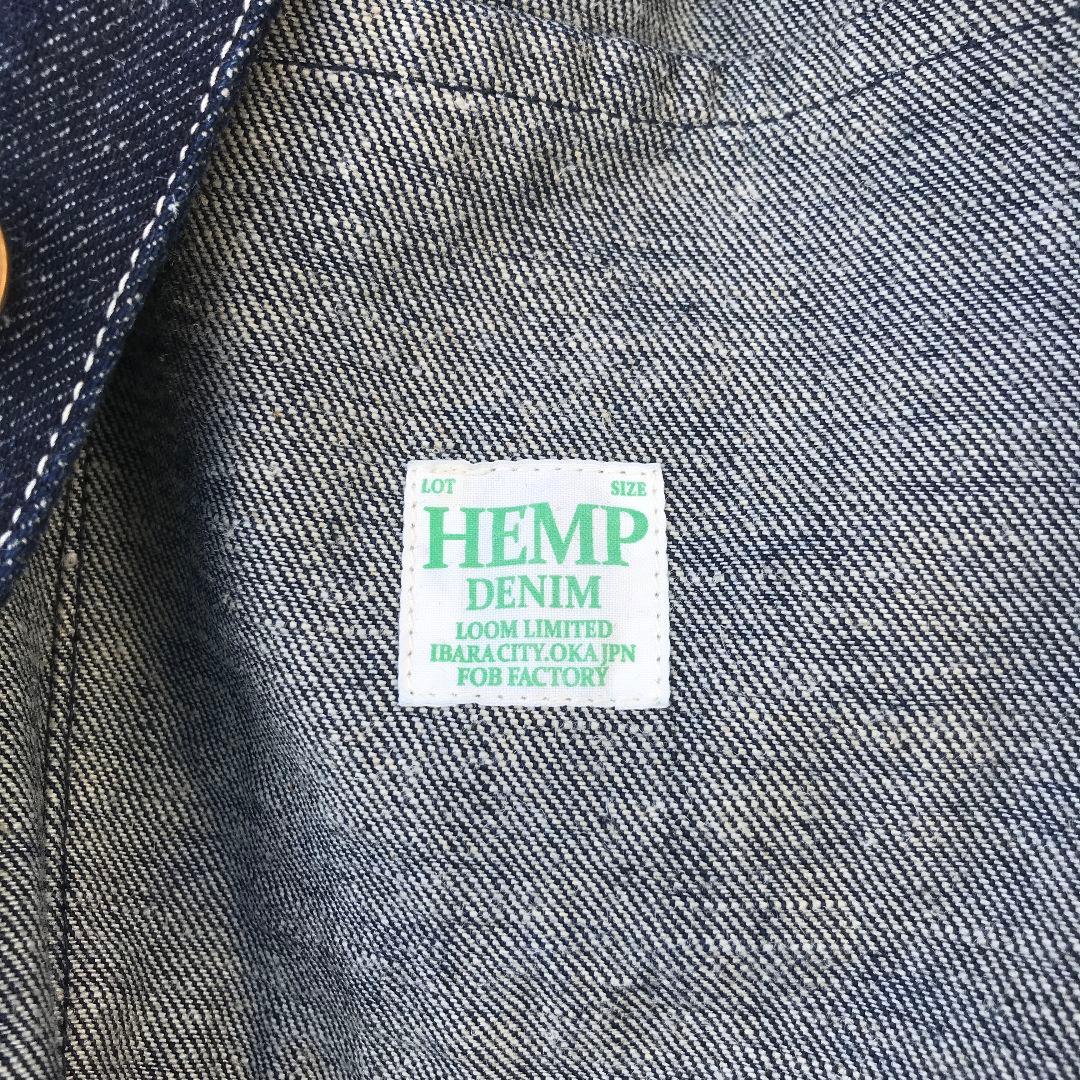 LOT SIZE
HEMP
DENIM
LOOM LIMITED
IBARA CITY.OKA JPN
FOB FACTORY